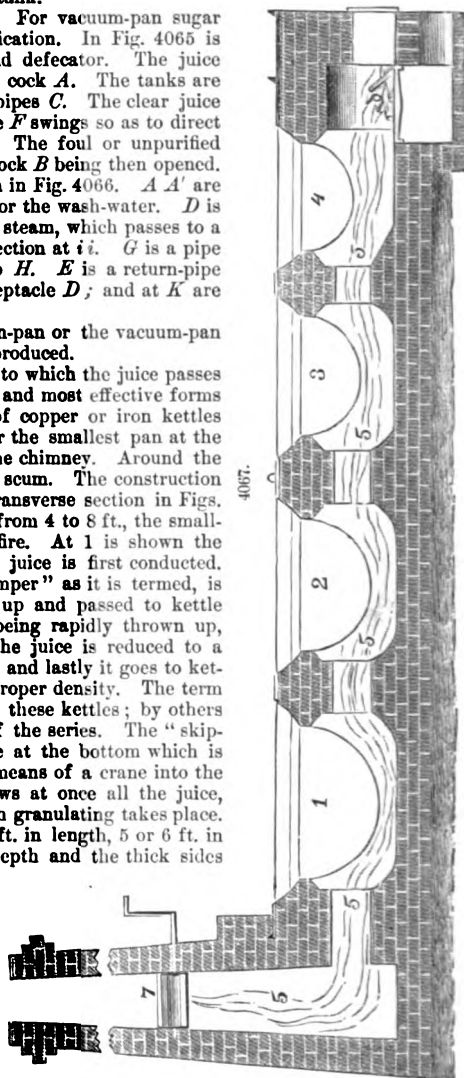 tank.
For vacuum-pan sugar
ication. In Fig. 4065 is
d defecator. The juice
cock A. The tanks are
pipes C. The clear juice
e F swings so as to direct
The foul or unpurified
ock B being then opened.
in Fig. 4066. A A' are
or the wash-water. D is
steam, which passes to a
ection at i i. G is a pipe
o H. E is a return-pipe
eptacle D; and at K are
m-pan or the vacuum-pan
produced.
to which the juice passes
and most effective forms
of copper or iron kettles
r the smallest pan at the
he chimney. Around the
scum. The construction
ransverse section in Figs.
from 4 to 8 ft., the small-
fire. At 1 is shown the
juice is first conducted.
mper" as it is termed, is
up and passed to kettle
being rapidly thrown up,
he juice is reduced to a
and lastly it goes to ket-
roper density. The term
these kettles; by others
f the series. The "skip-
e at the bottom which is
means of a crane into the
ws at once all the juice,
h granulating takes place.
ft. in length, 5 or 6 ft. in
epth and the thick sides
4067.
4
5
3
5
2
5
1
5
5
7